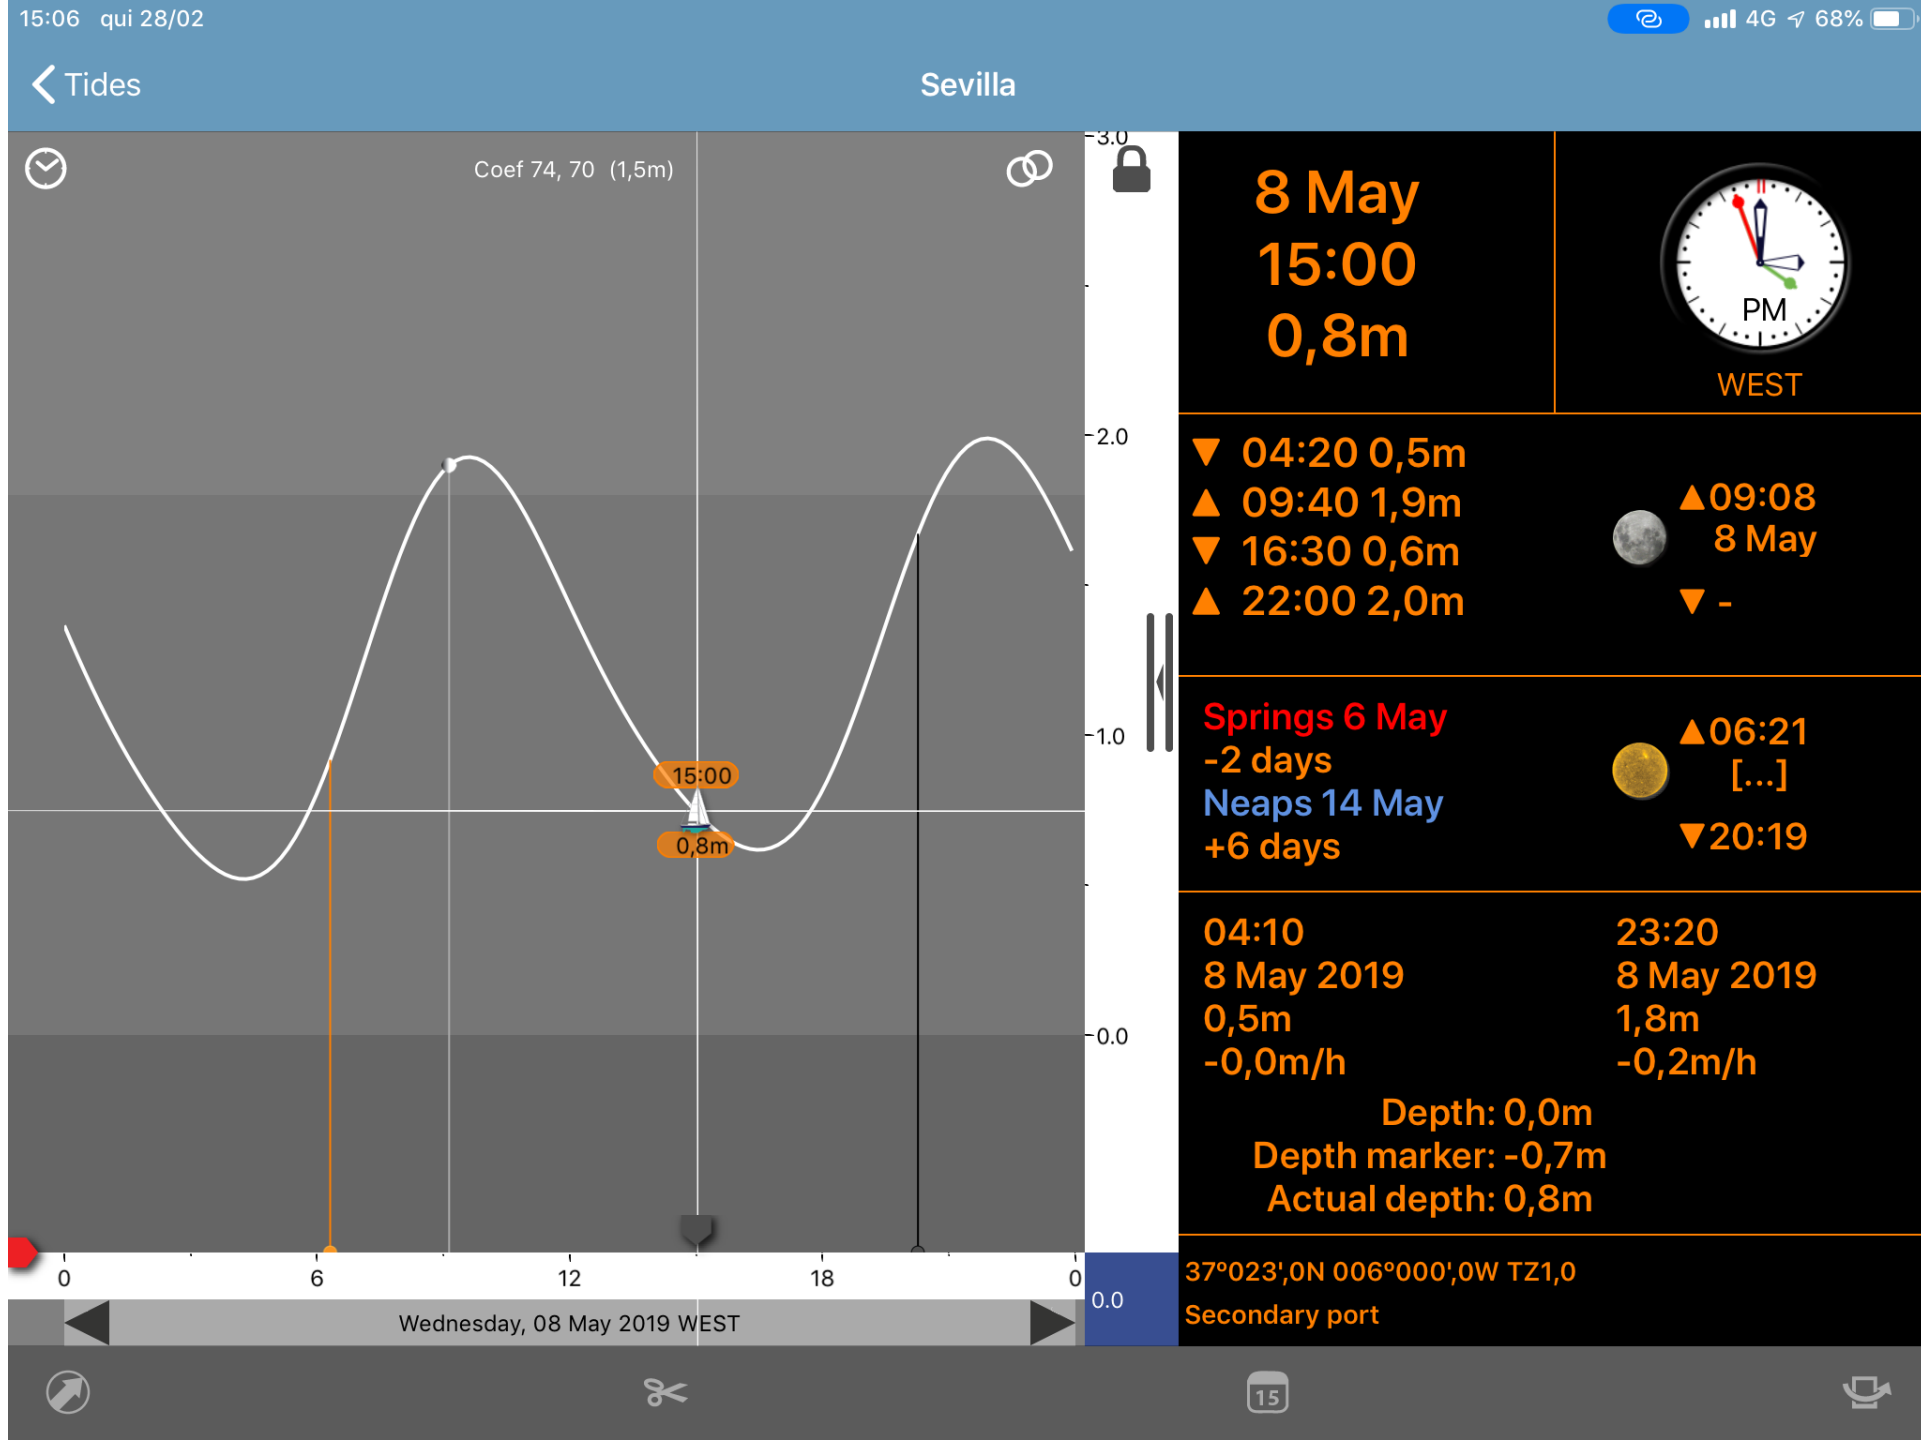 15:06 qui 28/02
4G 68%
Tides
Sevilla
Coef 74, 70 (1,5m)
3.0
2.0
1.0
0.0
15:00
0,8m
0 6 12 18 0
0.0
Wednesday, 08 May 2019 WEST
8 May
15:00
0,8m
PM
WEST
▼ 04:20 0,5m
▲ 09:40 1,9m
▼ 16:30 0,6m
▲ 22:00 2,0m
▲09:08
8 May
▼ -
Springs 6 May
-2 days
Neaps 14 May
+6 days
▲06:21
[...]
▼20:19
04:10
8 May 2019
0,5m
-0,0m/h
23:20
8 May 2019
1,8m
-0,2m/h
Depth: 0,0m
Depth marker: -0,7m
Actual depth: 0,8m
37°023',0N 006°000',0W TZ1,0
Secondary port
15